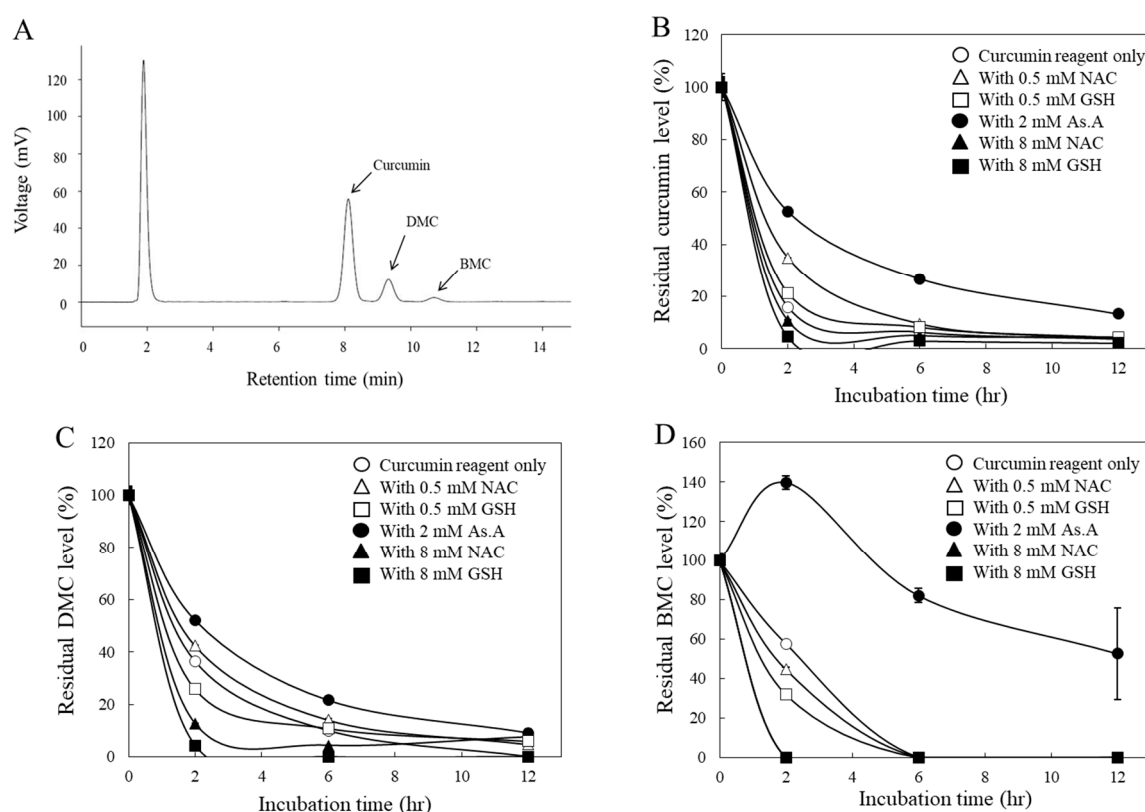 A
Voltage (mV)
120
100
80
60
40
20
0
Curcumin
DMC
BMC
0 2 4 6 8 10 12 14
Retention time (min)
B
Residual curcumin level (%)
120
100
80
60
40
20
0
Curcumin reagent only
With 0.5 mM NAC
With 0.5 mM GSH
With 2 mM As.A
With 8 mM NAC
With 8 mM GSH
0 2 4 6 8 10 12
Incubation time (hr)
C
Residual DMC level (%)
120
100
80
60
40
20
0
Curcumin reagent only
With 0.5 mM NAC
With 0.5 mM GSH
With 2 mM As.A
With 8 mM NAC
With 8 mM GSH
0 2 4 6 8 10 12
Incubation time (hr)
D
Residual BMC level (%)
160
140
120
100
80
60
40
20
0
Curcumin reagent only
With 0.5 mM NAC
With 0.5 mM GSH
With 2 mM As.A
With 8 mM NAC
With 8 mM GSH
0 2 4 6 8 10 12
Incubation time (hr)